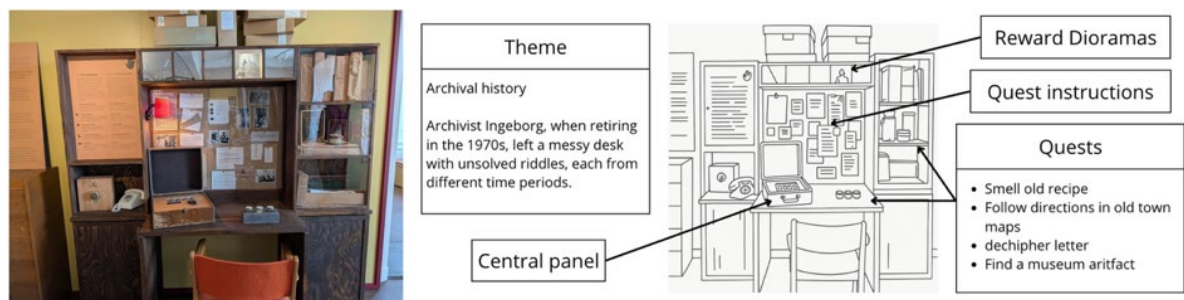 Theme
Archival history
Archivist Ingeborg, when retiring
in the 1970s, left a messy desk
with unsolved riddles, each from
different time periods.
Reward Dioramas
Quest instructions
Central panel
Quests
• Smell old recipe
• Follow directions in old town
maps
• dechipher letter
• Find a museum aritfact